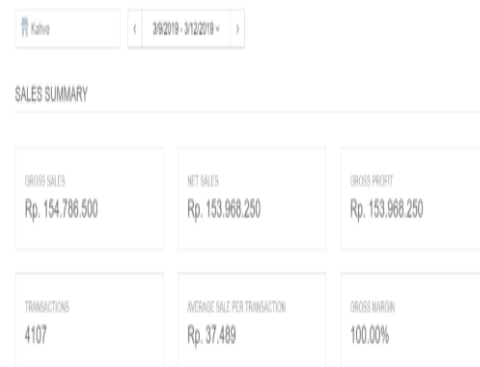 Kahve
‹ 3/9/2019 - 3/12/2019 ›
SALES SUMMARY
GROSS SALES
Rp. 154.786.500
NET SALES
Rp. 153.968.250
GROSS PROFIT
Rp. 153.968.250
TRANSACTIONS
4107
AVERAGE SALE PER TRANSACTION
Rp. 37.489
GROSS MARGIN
100.00%